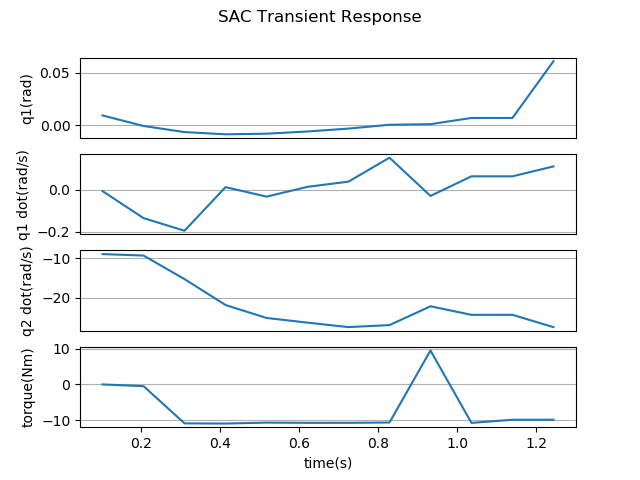 SAC Transient Response
q1(rad)
0.05
0.00
q1 dot(rad/s)
0.0
−0.2
q2 dot(rad/s)
−10
−20
torque(Nm)
10
0
−10
0.2 0.4 0.6 0.8 1.0 1.2
time(s)